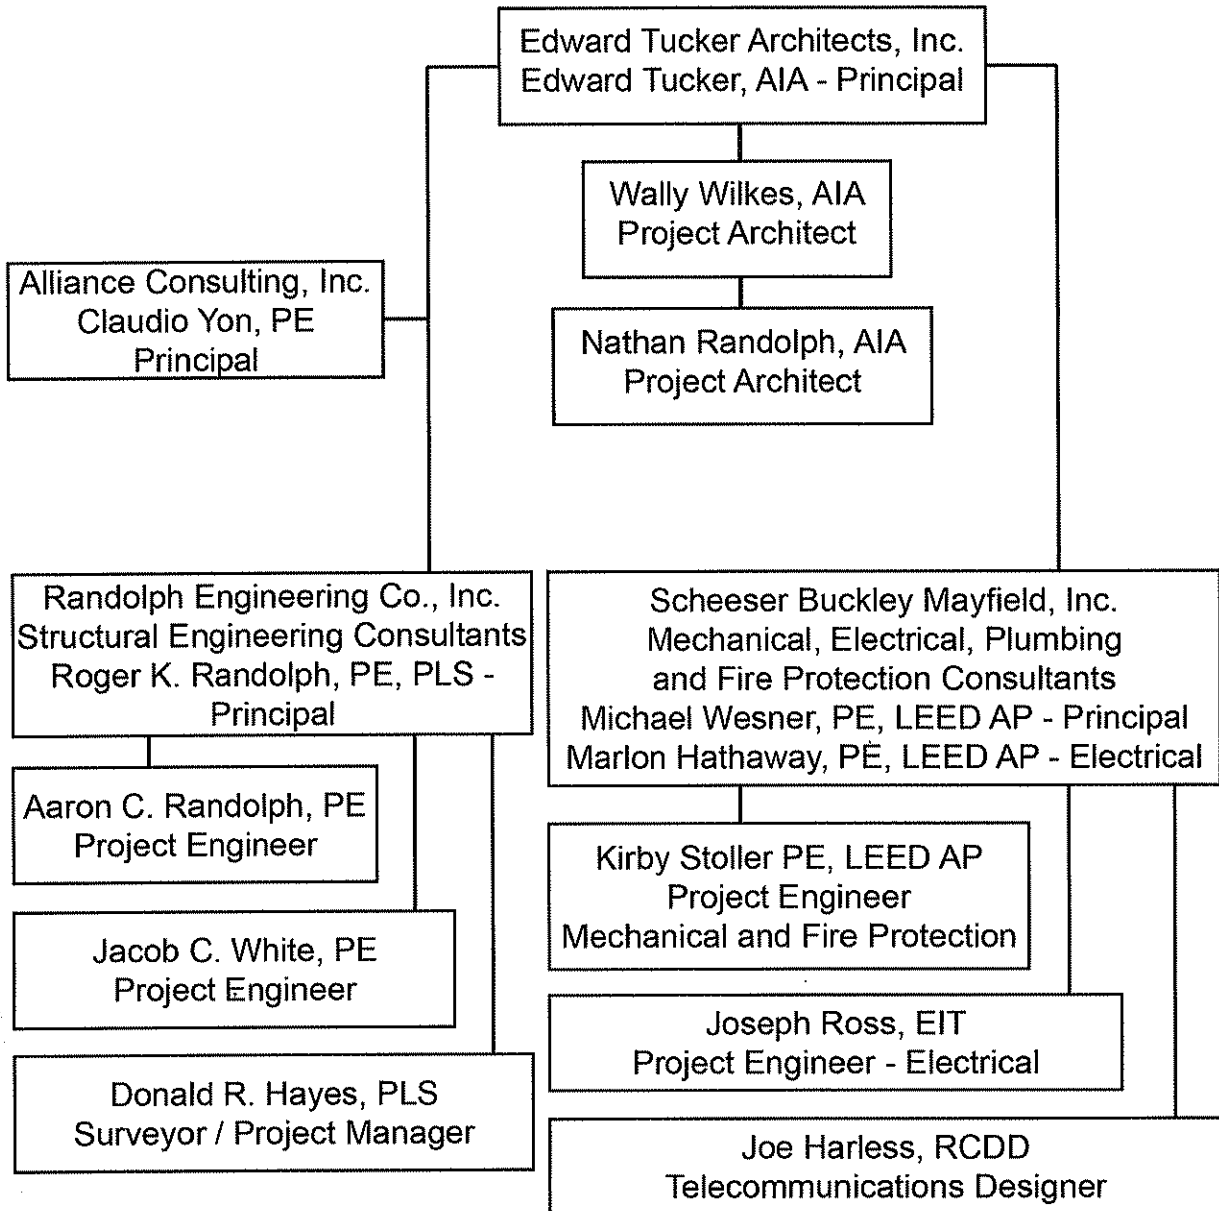 Edward Tucker Architects, Inc.
Edward Tucker, AIA - Principal
Wally Wilkes, AIA
Project Architect
Alliance Consulting, Inc.
Claudio Yon, PE
Principal
Nathan Randolph, AIA
Project Architect
Randolph Engineering Co., Inc.
Structural Engineering Consultants
Roger K. Randolph, PE, PLS -
Principal
Scheeser Buckley Mayfield, Inc.
Mechanical, Electrical, Plumbing
and Fire Protection Consultants
Michael Wesner, PE, LEED AP - Principal
Marlon Hathaway, PE, LEED AP - Electrical
Aaron C. Randolph, PE
Project Engineer
Kirby Stoller PE, LEED AP
Project Engineer
Mechanical and Fire Protection
Jacob C. White, PE
Project Engineer
Joseph Ross, EIT
Project Engineer - Electrical
Donald R. Hayes, PLS
Surveyor / Project Manager
Joe Harless, RCDD
Telecommunications Designer